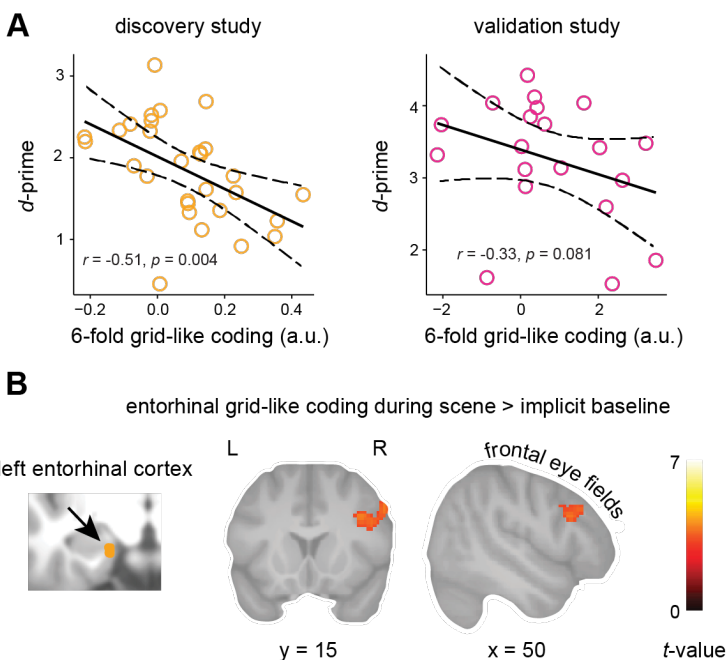 A
discovery study
validation study
3
2
1
d-prime
r = -0.51, p = 0.004
−0.2 0.0 0.2 0.4
6-fold grid-like coding (a.u.)
4
3
2
d-prime
r = -0.33, p = 0.081
−2 0 2
6-fold grid-like coding (a.u.)
B
entorhinal grid-like coding during scene > implicit baseline
left entorhinal cortex
L R
y = 15
frontal eye fields
x = 50
7
0
t-value